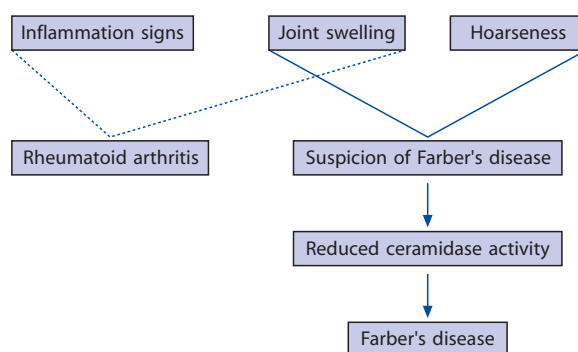 Inflammation signs
Joint swelling
Hoarseness
Rheumatoid arthritis
Suspicion of Farber's disease
Reduced ceramidase activity
Farber's disease